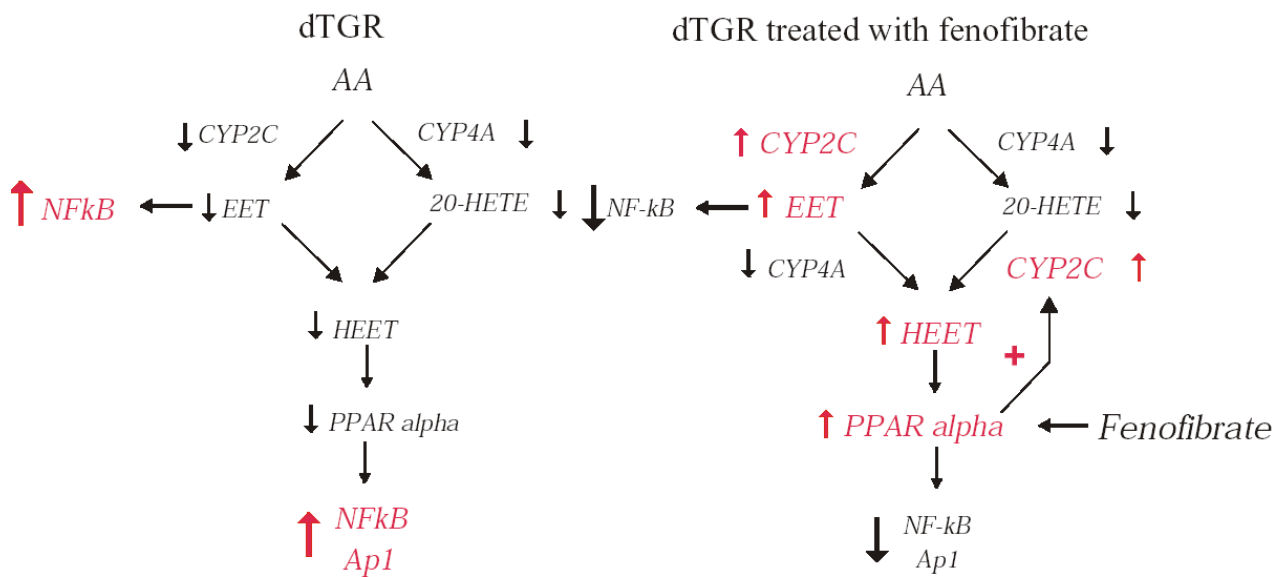 dTGR
AA
CYP2C
CYP4A
NFkB
EET
20-HETE
HEET
PPAR alpha
NFkB
Ap1
dTGR treated with fenofibrate
AA
CYP2C
CYP4A
NF-kB
EET
20-HETE
CYP4A
CYP2C
HEET
+
PPAR alpha
Fenofibrate
NF-kB
Ap1